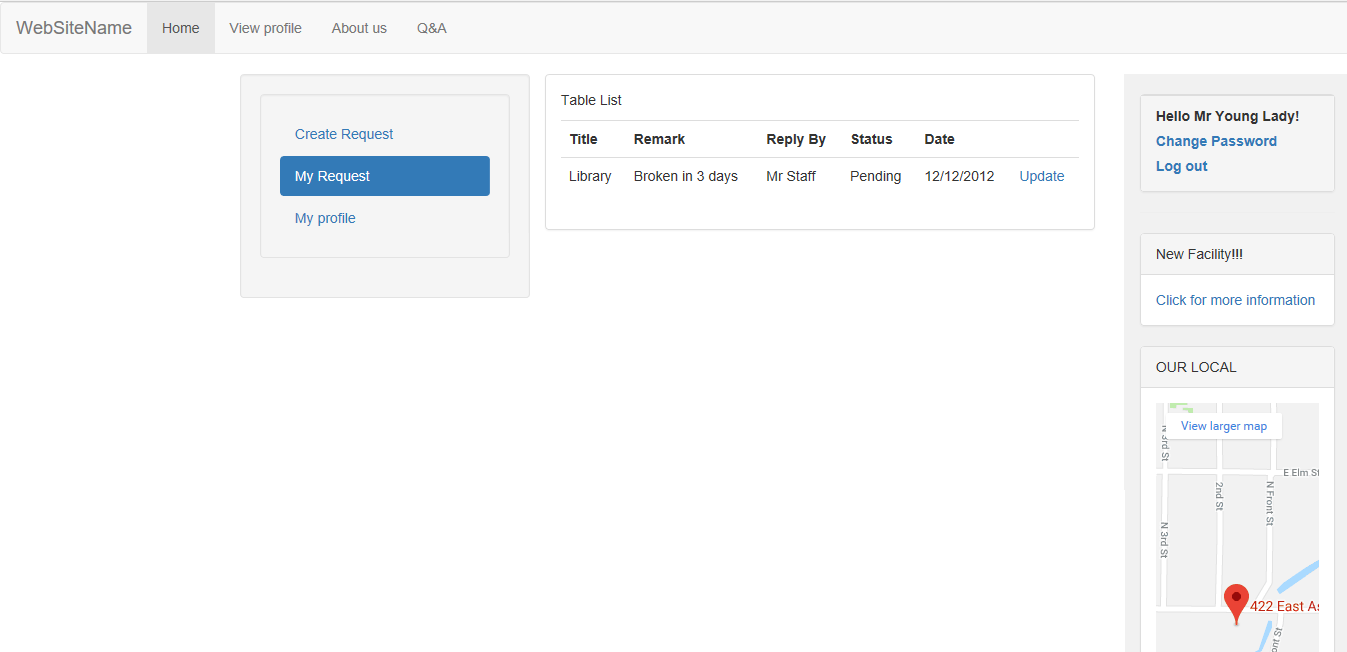 WebSiteName Home View profile About us Q&A
Create Request
My Request
My profile
Table List
Title Remark Reply By Status Date
Library Broken in 3 days Mr Staff Pending 12/12/2012 Update
Hello Mr Young Lady!
Change Password
Log out
New Facility!!!
Click for more information
OUR LOCAL
View larger map
N 3rd St
E Elm St
2nd St
N Front St
N 3rd St
422 East As
ont St